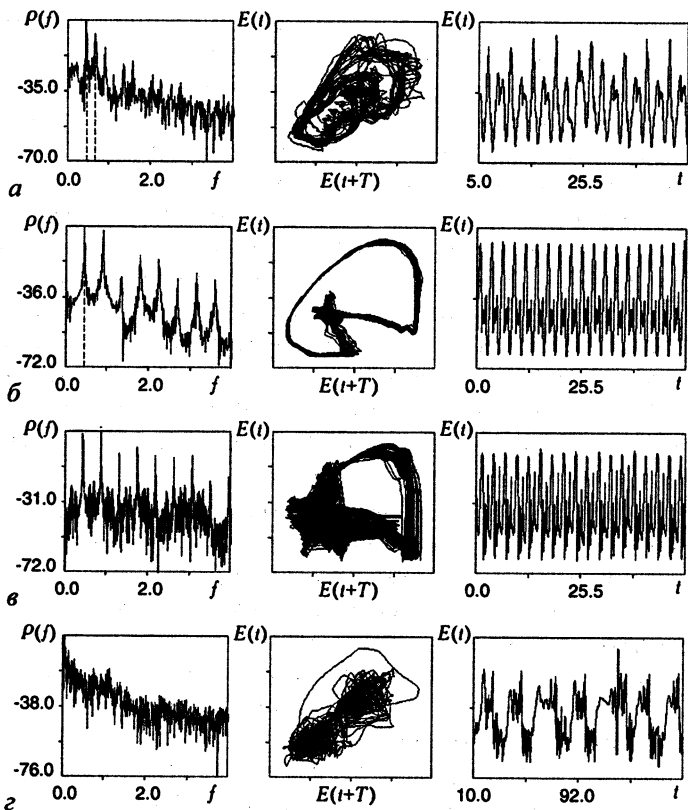 P(f) E(t) E(t)
-35.0
-70.0
0.0 2.0 f E(t+T) 5.0 25.5 t
а
P(f) E(t) E(t)
-36.0
-72.0
0.0 2.0 f E(t+T) 0.0 25.5 t
б
P(f) E(t) E(t)
-31.0
-72.0
0.0 2.0 f E(t+T) 0.0 25.5 t
в
P(f) E(t) E(t)
-38.0
-76.0
0.0 2.0 f E(t+T) 10.0 92.0 t
г